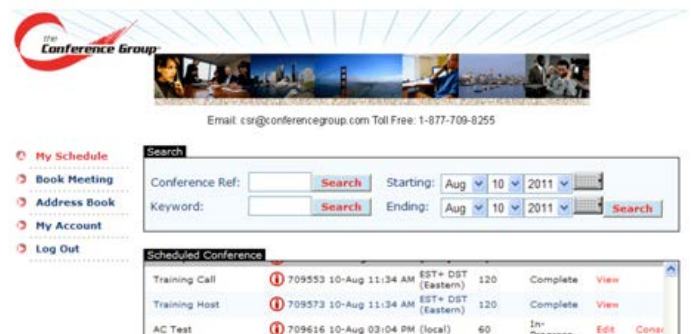 the
Conference Group
Email: csr@conferencegroup.com Toll Free: 1-877-709-8255
My Schedule
Book Meeting
Address Book
My Account
Log Out
Search
Conference Ref: Search Starting: Aug 10 2011
Keyword: Search Ending: Aug 10 2011 Search
Scheduled Conference
Training Call 709553 10-Aug 11:34 AM EST+ DST (Eastern) 120 Complete View
Training Host 709573 10-Aug 11:34 AM EST+ DST (Eastern) 120 Complete View
AC Test 709616 10-Aug 03:04 PM (local) 60 In- Edit